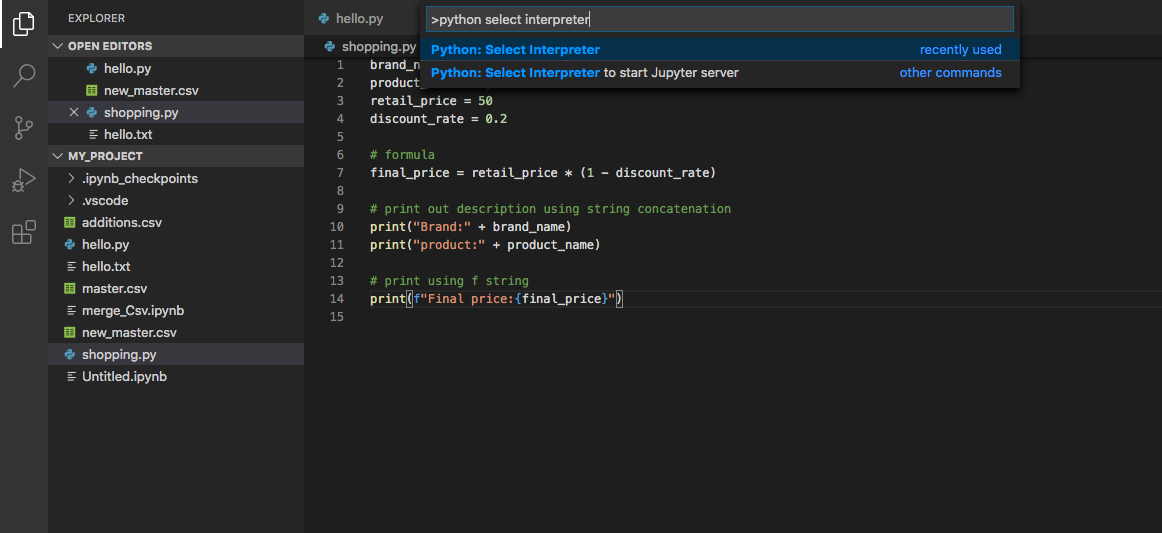 EXPLORER
OPEN EDITORS
hello.py
new_master.csv
shopping.py
hello.txt
MY_PROJECT
.ipynb_checkpoints
.vscode
additions.csv
hello.py
hello.txt
master.csv
merge_Csv.ipynb
new_master.csv
shopping.py
Untitled.ipynb
hello.py
>python select interpreter
Python: Select Interpreter recently used
Python: Select Interpreter to start Jupyter server other commands
shopping.py
1 brand_n
2 product_
3 retail_price = 50
4 discount_rate = 0.2
5
6 # formula
7 final_price = retail_price * (1 - discount_rate)
8
9 # print out description using string concatenation
10 print("Brand:" + brand_name)
11 print("product:" + product_name)
12
13 # print using f string
14 print(f"Final price:{final_price}")
15